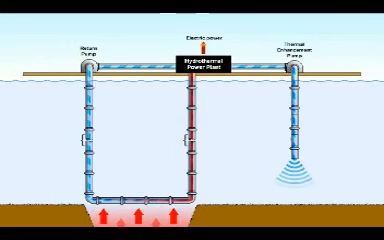 Electric power
Return
Pump
Hydrothermal
Power Plant
Thermal
Enhancement
Pump